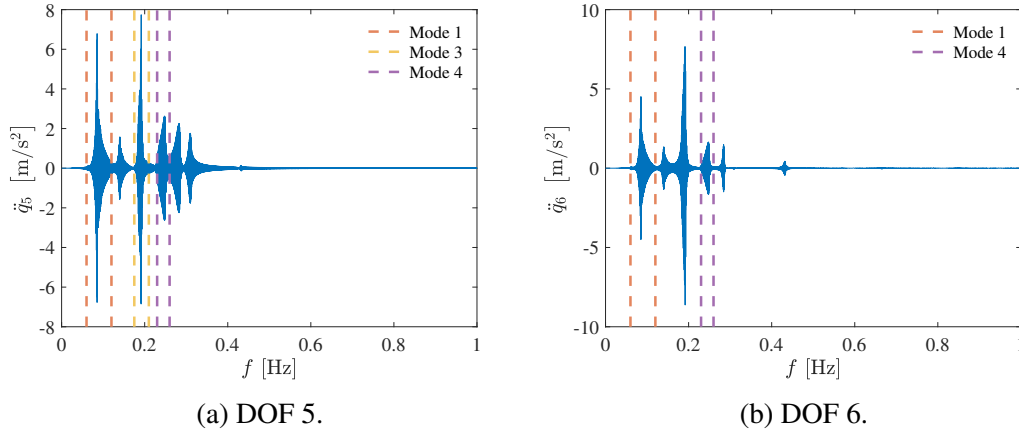 8
6
4
2
0
-2
-4
-6
-8
q̈₅ [m/s²]
0 0.2 0.4 0.6 0.8 1
f [Hz]
Mode 1
Mode 3
Mode 4
(a) DOF 5.
10
5
0
-5
-10
q̈₆ [m/s²]
0 0.2 0.4 0.6 0.8 1
f [Hz]
Mode 1
Mode 4
(b) DOF 6.